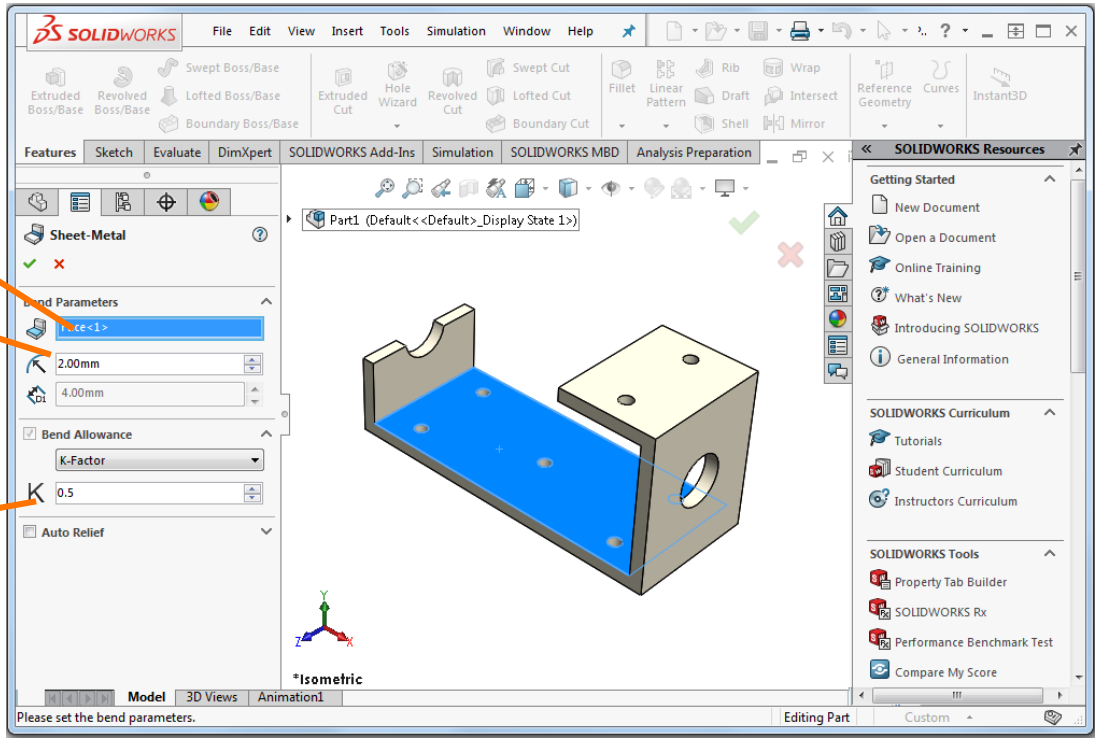 SOLIDWORKS File Edit View Insert Tools Simulation Window Help ?
Extruded Boss/Base
Revolved Boss/Base
Swept Boss/Base
Lofted Boss/Base
Boundary Boss/Base
Extruded Cut
Hole Wizard
Revolved Cut
Swept Cut
Lofted Cut
Boundary Cut
Fillet
Linear Pattern
Rib
Draft
Shell
Wrap
Intersect
Mirror
Reference Geometry
Curves
Instant3D
Features Sketch Evaluate DimXpert SOLIDWORKS Add-Ins Simulation SOLIDWORKS MBD Analysis Preparation
Sheet-Metal ?
Bend Parameters
Face<1>
2.00mm
D1 4.00mm
Bend Allowance
K-Factor
K 0.5
Auto Relief
Part1 (Default<<Default>_Display State 1>)
Y
Z X
*Isometric
« SOLIDWORKS Resources
Getting Started
New Document
Open a Document
Online Training
What's New
Introducing SOLIDWORKS
General Information
SOLIDWORKS Curriculum
Tutorials
Student Curriculum
Instructors Curriculum
SOLIDWORKS Tools
Property Tab Builder
SOLIDWORKS Rx
Performance Benchmark Test
Compare My Score
Model 3D Views Animation1
Please set the bend parameters. Editing Part Custom